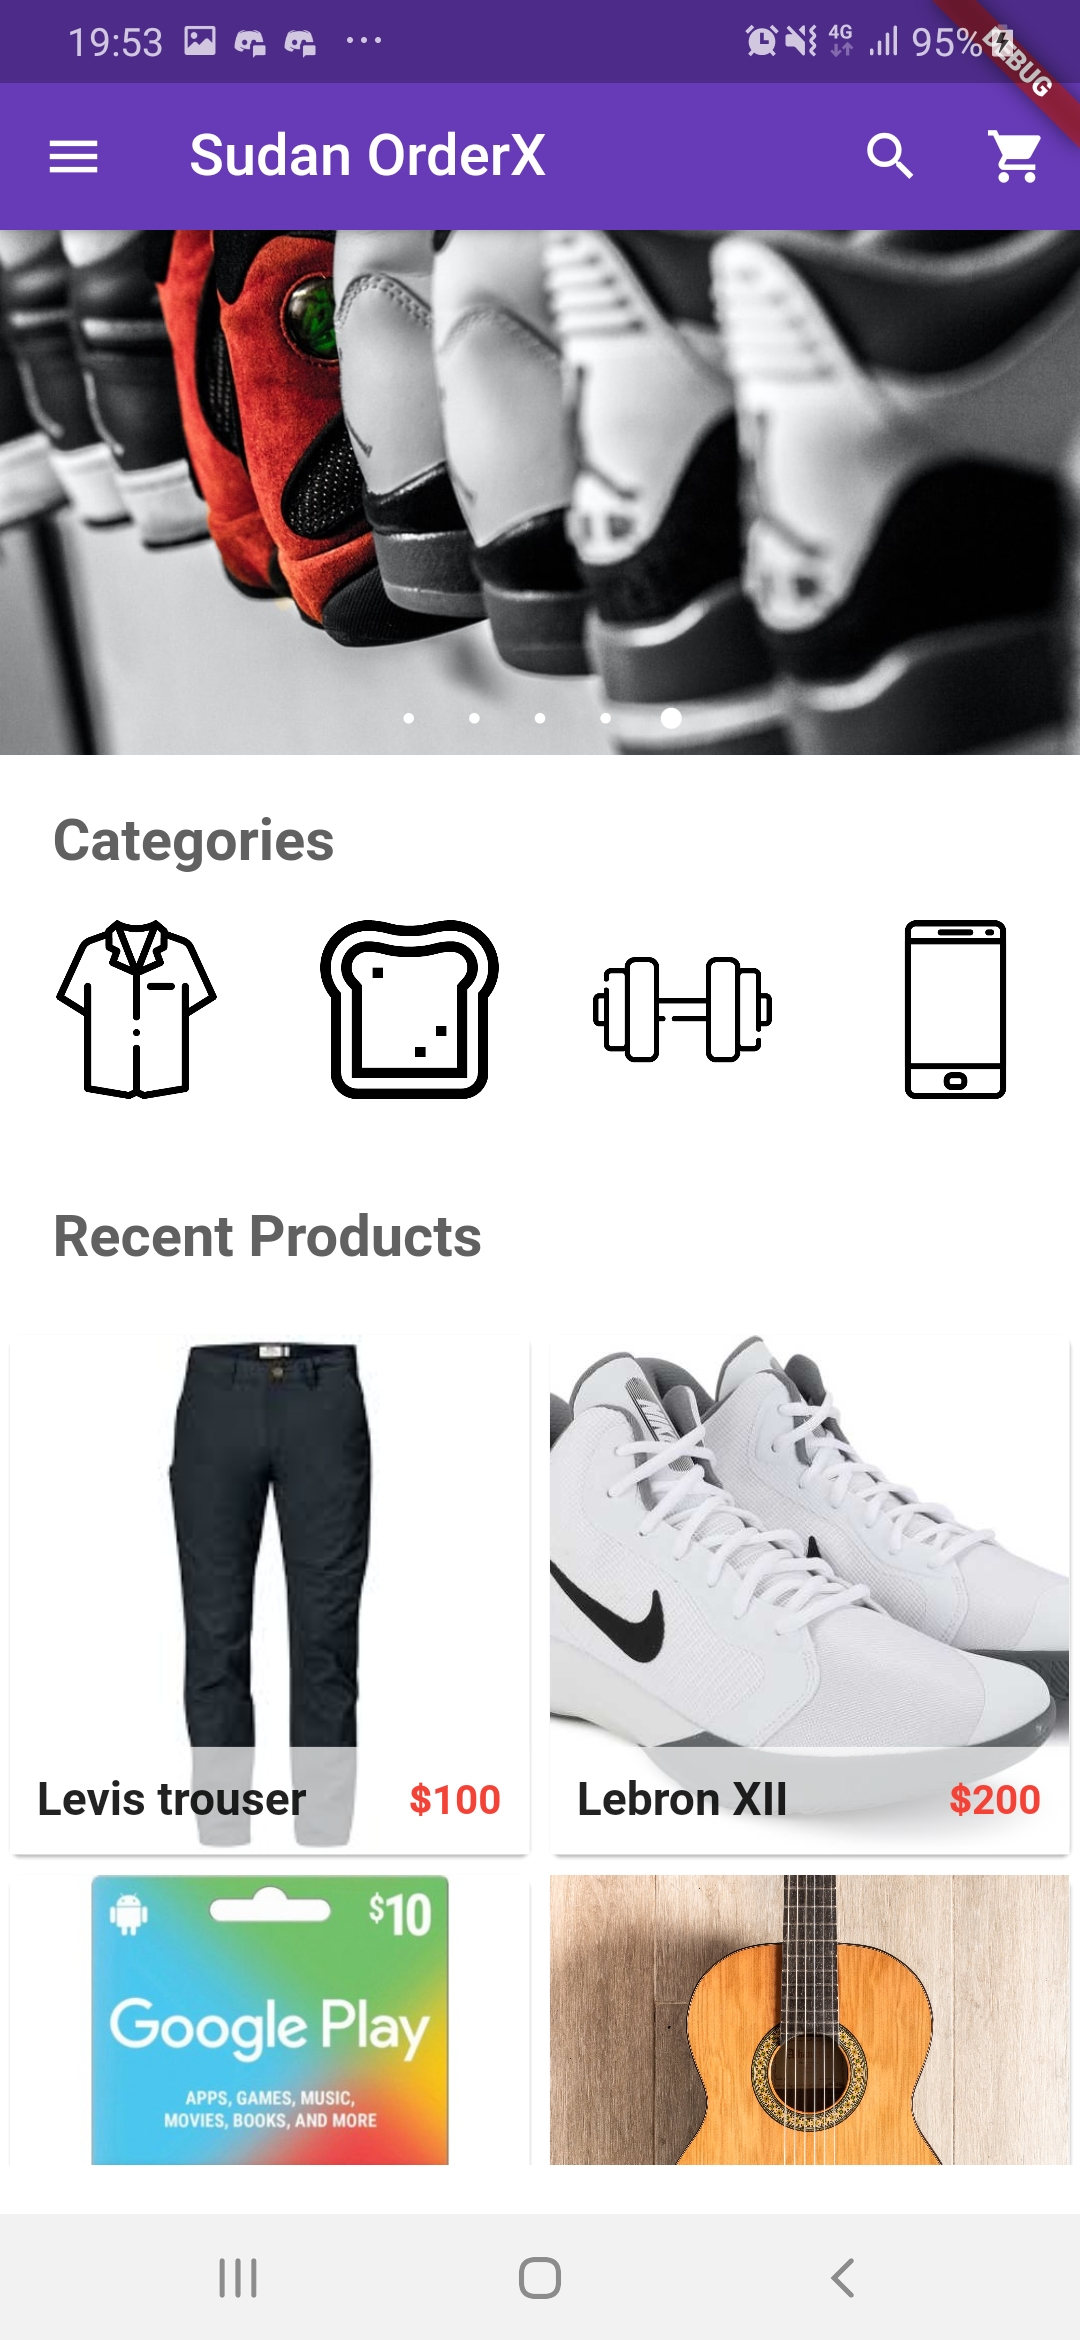 19:53
4G
95%
DEBUG
Sudan OrderX
Categories
Recent Products
Levis trouser
$100
Lebron XII
$200
$10
Google Play
APPS, GAMES, MUSIC,
MOVIES, BOOKS, AND MORE